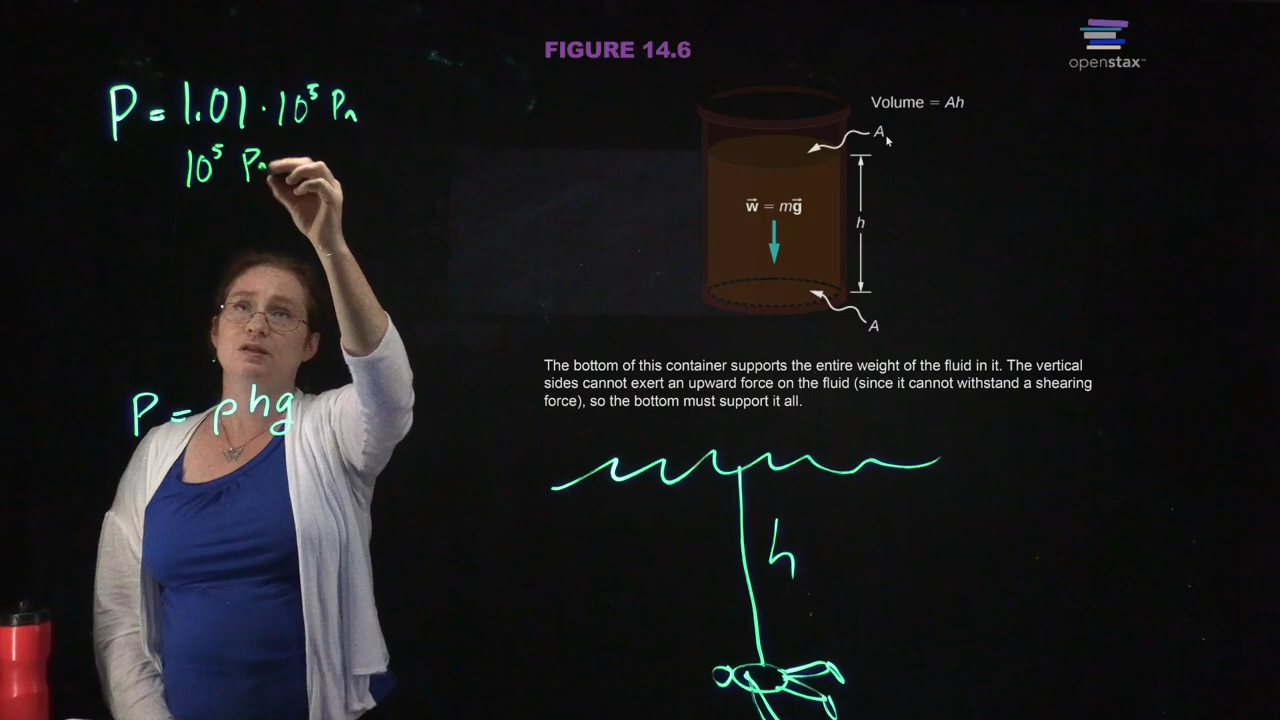 FIGURE 14.6
openstax™
P = 1.01 · 10⁵ Pa
10⁵ Pa
Volume = Ah
A
w⃗ = mg⃗
h
A
P = ρhg
The bottom of this container supports the entire weight of the fluid in it. The vertical
sides cannot exert an upward force on the fluid (since it cannot withstand a shearing
force), so the bottom must support it all.
h